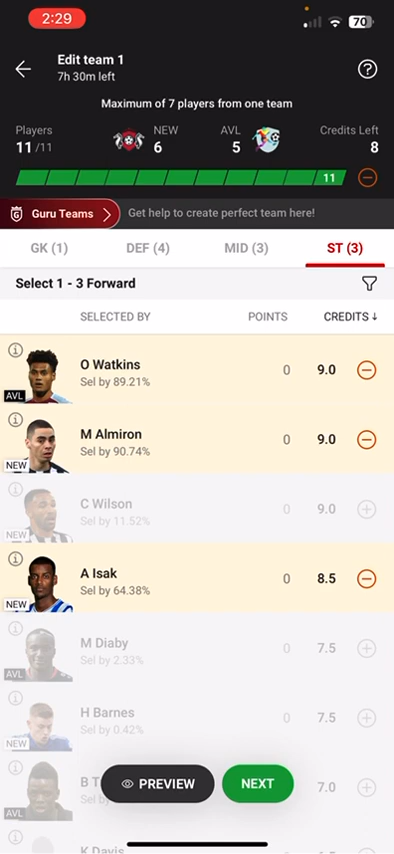 2:29
70
Edit team 1
7h 30m left
Maximum of 7 players from one team
Players
NEW
AVL
Credits Left
11/11
6
5
8
11
Guru Teams
Get help to create perfect team here!
GK (1)
DEF (4)
MID (3)
ST (3)
Select 1 - 3 Forward
SELECTED BY
POINTS
CREDITS↓
O Watkins
Sel by 89.21%
0
9.0
AVL
M Almiron
Sel by 90.74%
0
9.0
NEW
C Wilson
Sel by 11.52%
0
9.0
NEW
A Isak
Sel by 64.38%
0
8.5
NEW
M Diaby
Sel by 2.33%
0
7.5
AVL
H Barnes
Sel by 0.42%
0
7.5
NEW
B T
Sel by
PREVIEW
NEXT
7.0
AVL
K Davis